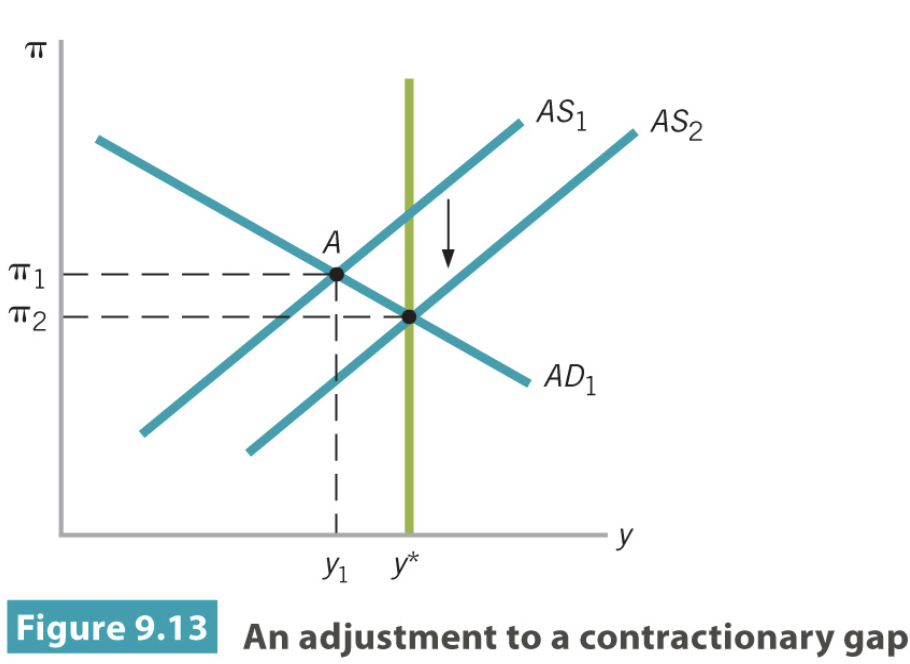 π
AS₁
AS₂
A
π₁
π₂
AD₁
y
y₁ y*
Figure 9.13 An adjustment to a contractionary gap